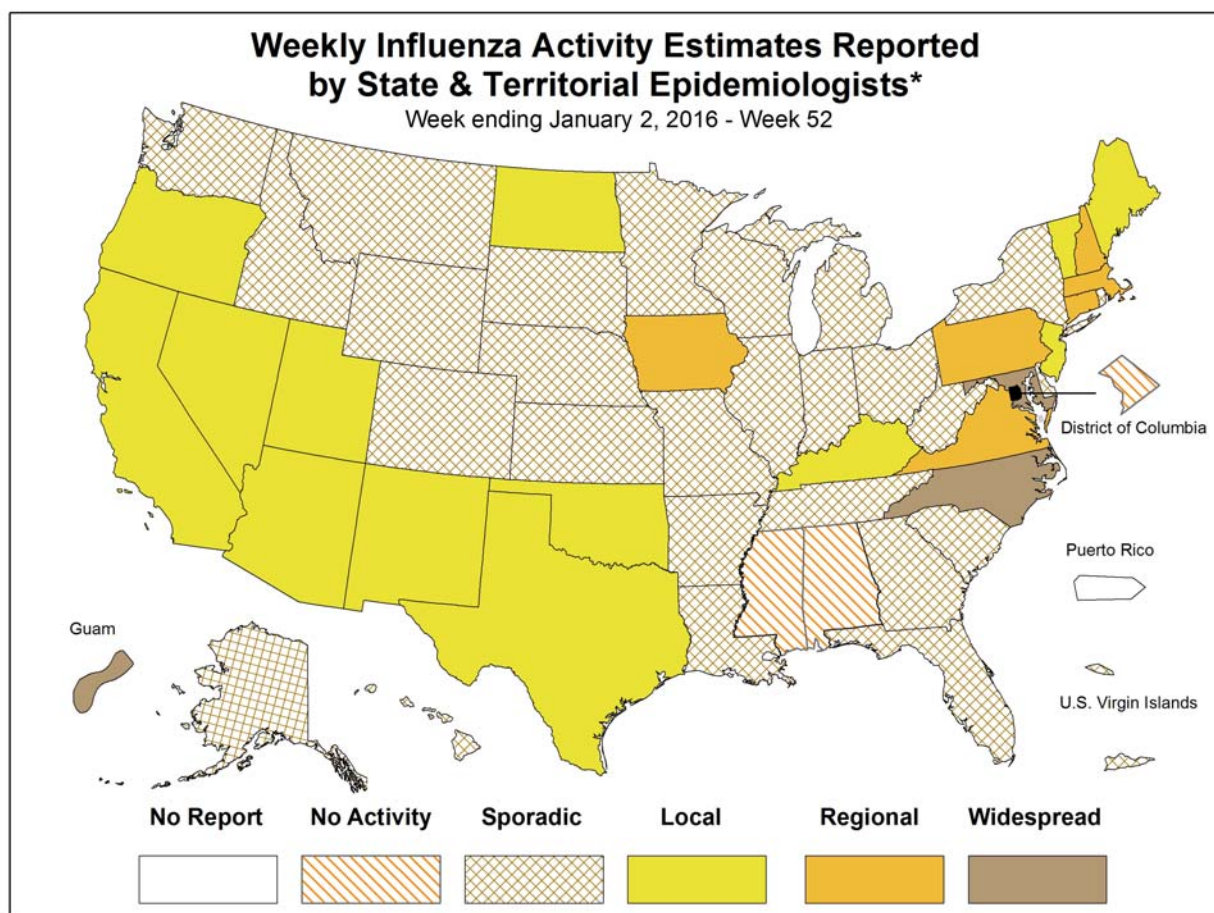 Weekly Influenza Activity Estimates Reported
by State & Territorial Epidemiologists*
Week ending January 2, 2016 - Week 52
District of Columbia
Puerto Rico
Guam
U.S. Virgin Islands
No Report No Activity Sporadic Local Regional Widespread